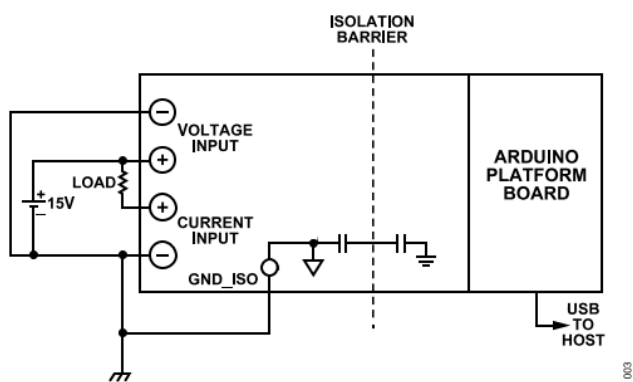 ISOLATION
BARRIER
−
VOLTAGE
INPUT
+
LOAD
+
15V
−
+
CURRENT
INPUT
−
GND_ISO
ARDUINO
PLATFORM
BOARD
USB
TO
HOST
003